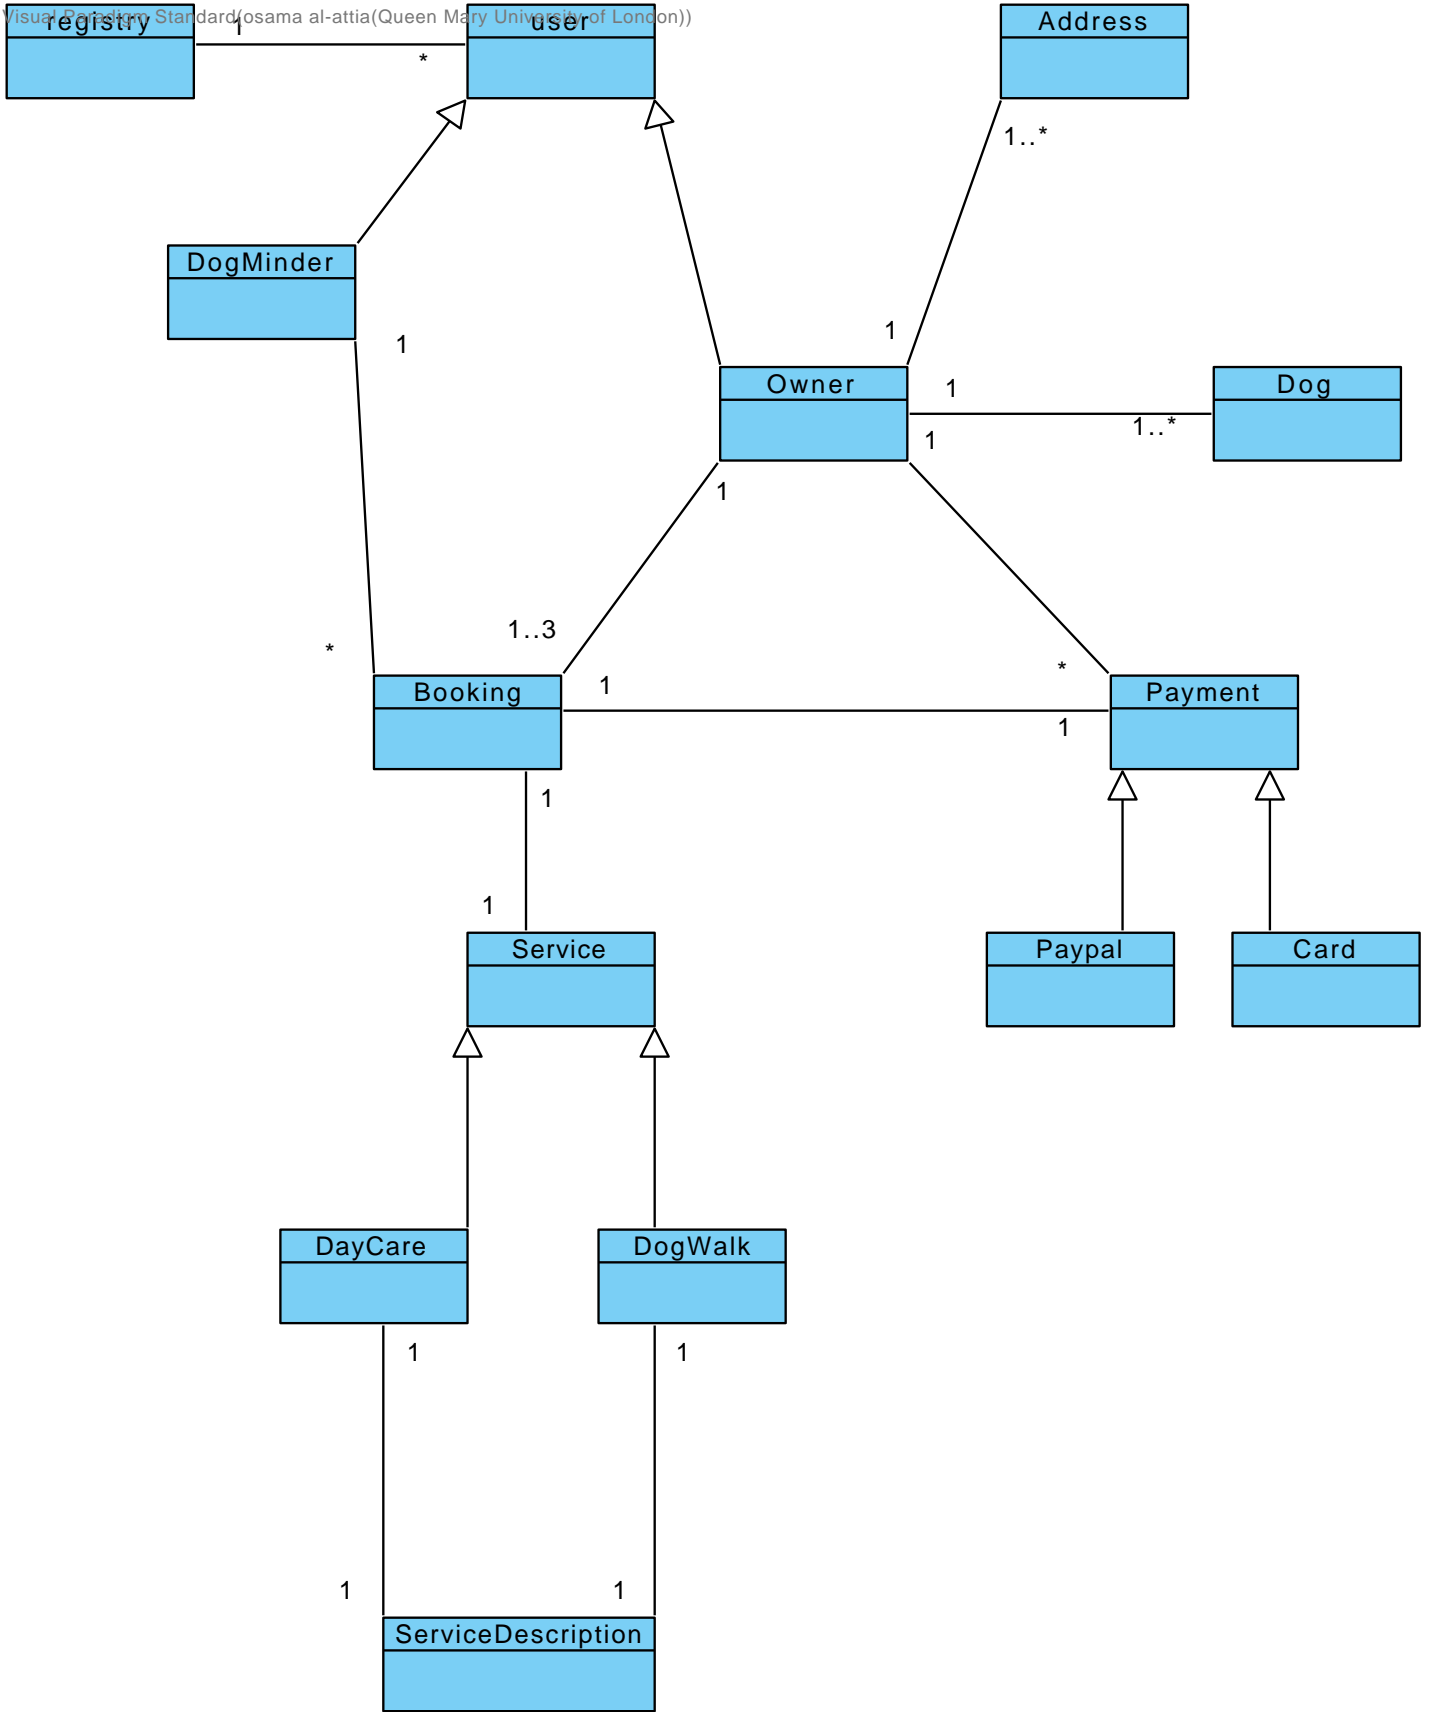 Visual Paradigm Standard(osama al-attia(Queen Mary University of London))
registry
1
*
user
Address
1..*
DogMinder
1
1
Owner
1
1..*
1
Dog
1
1..3
*
*
Booking
1
1
Payment
1
1
Service
Paypal
Card
DayCare
DogWalk
1
1
1
1
ServiceDescription